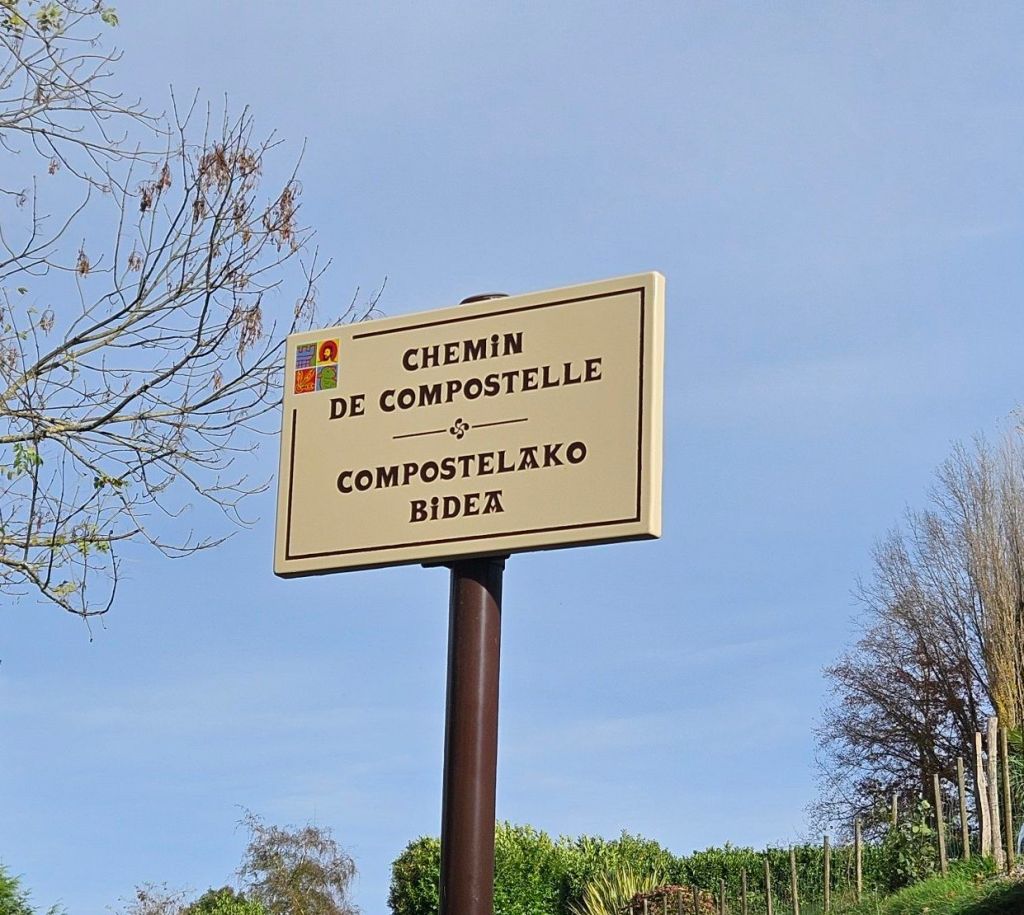 CHEMiN
DE COMPOSTELLE
COMPOSTELAKO
BiDEA